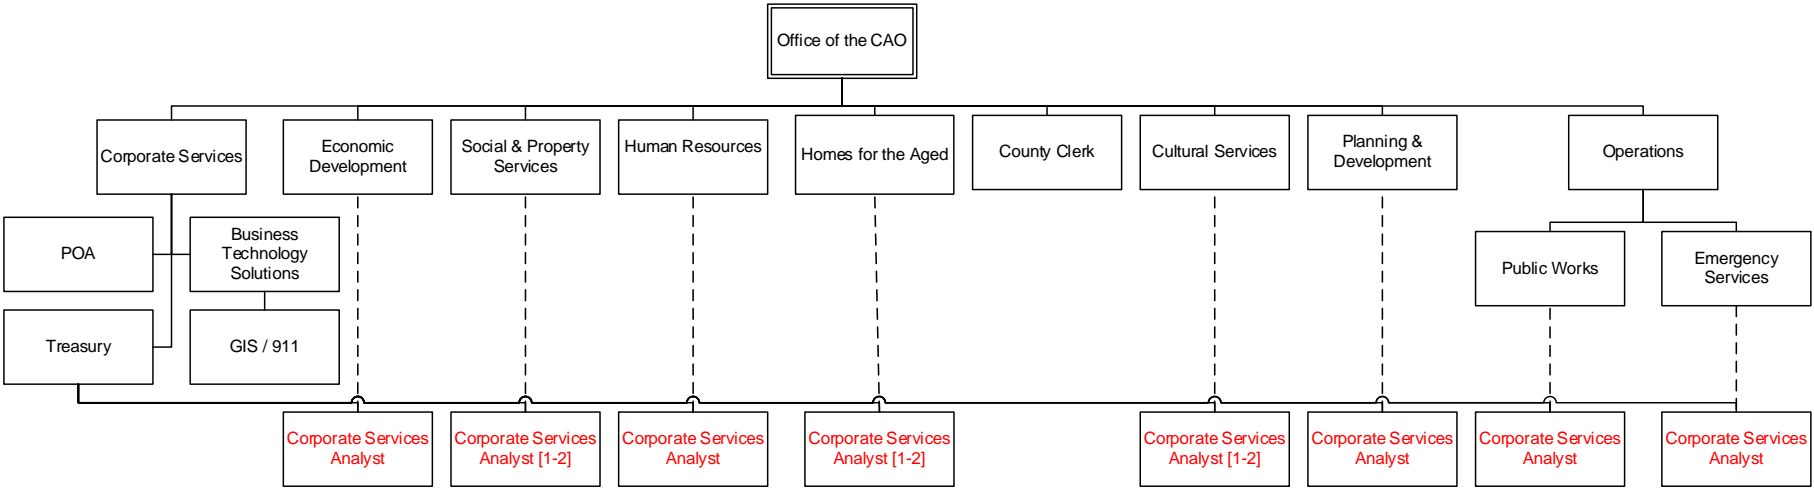 Office of the CAO
Corporate Services
Economic
Development
Social & Property
Services
Human Resources
Homes for the Aged
County Clerk
Cultural Services
Planning &
Development
Operations
POA
Business
Technology
Solutions
Public Works
Emergency
Services
Treasury
GIS / 911
Corporate Services
Analyst
Corporate Services
Analyst [1-2]
Corporate Services
Analyst
Corporate Services
Analyst [1-2]
Corporate Services
Analyst [1-2]
Corporate Services
Analyst
Corporate Services
Analyst
Corporate Services
Analyst